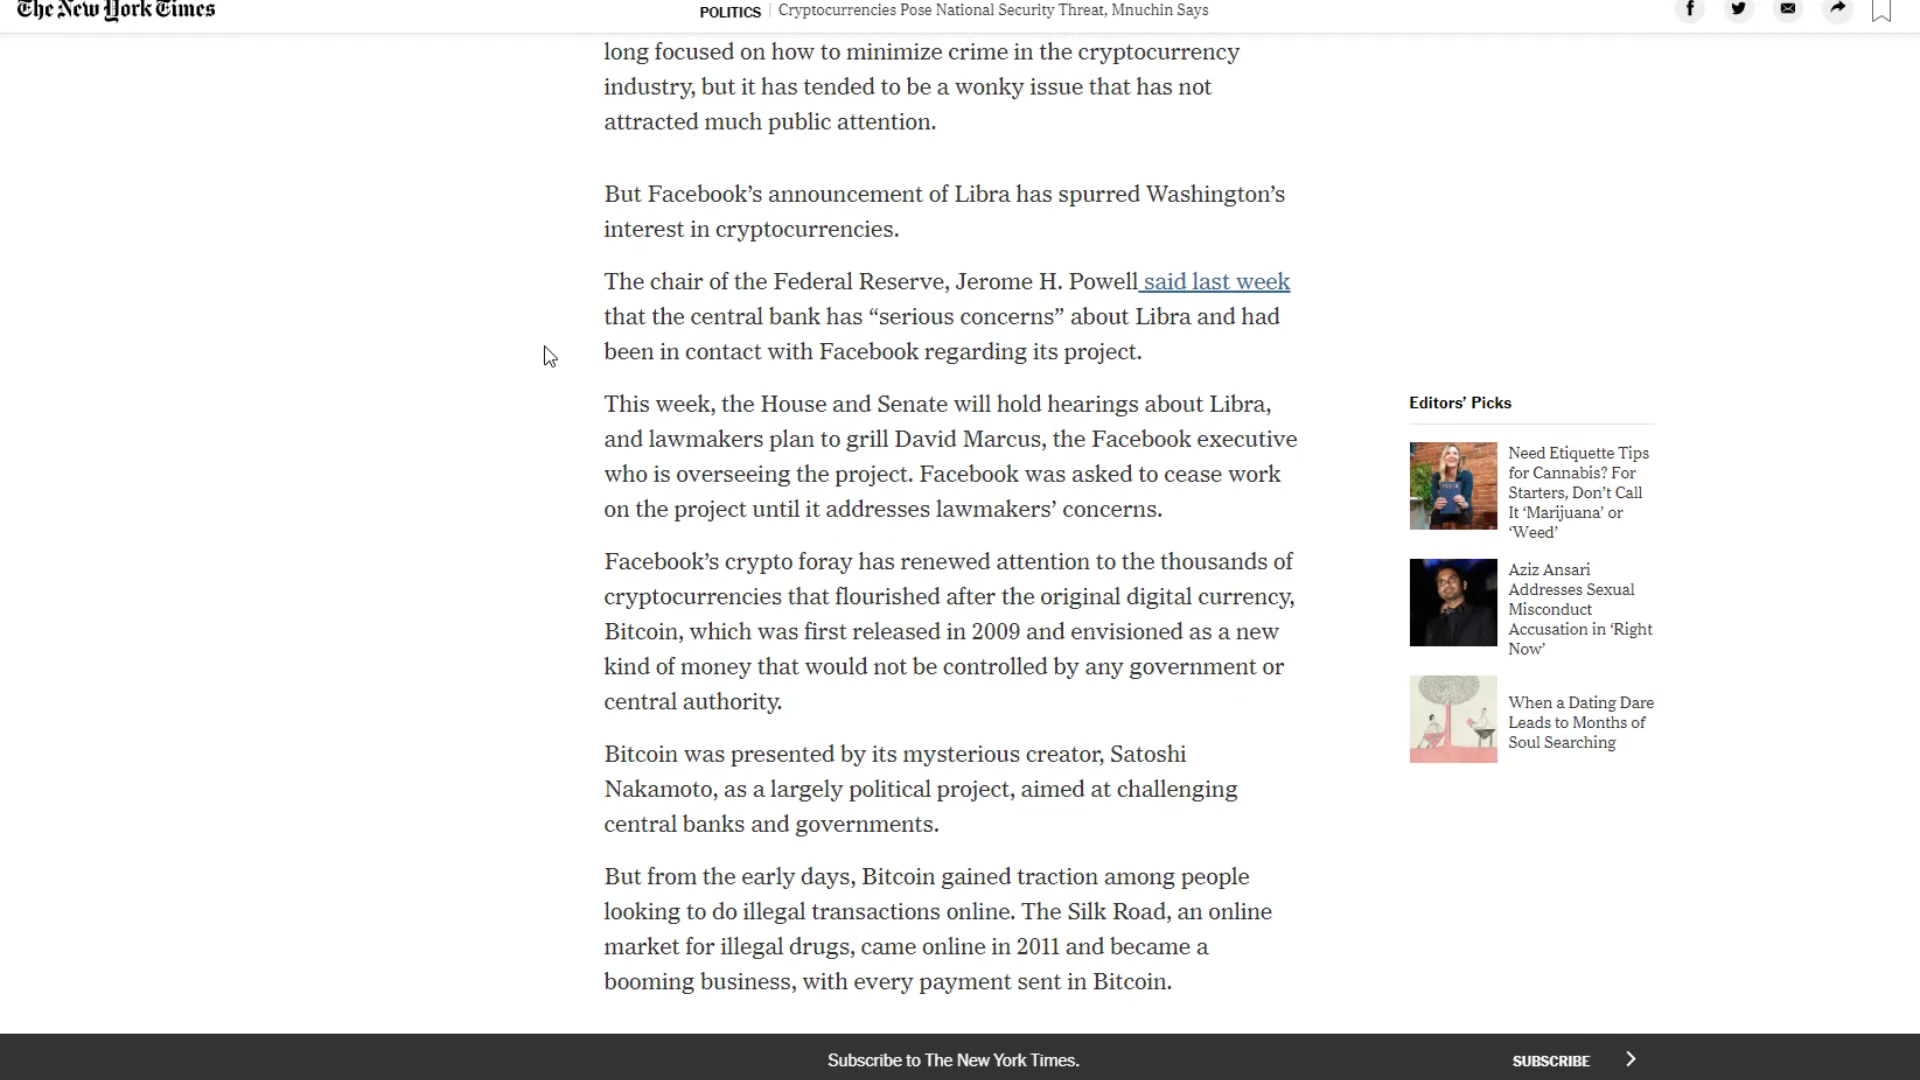 The New York Times
POLITICS | Cryptocurrencies Pose National Security Threat, Mnuchin Says
long focused on how to minimize crime in the cryptocurrency
industry, but it has tended to be a wonky issue that has not
attracted much public attention.
But Facebook’s announcement of Libra has spurred Washington’s
interest in cryptocurrencies.
The chair of the Federal Reserve, Jerome H. Powell said last week
that the central bank has “serious concerns” about Libra and had
been in contact with Facebook regarding its project.
This week, the House and Senate will hold hearings about Libra,
and lawmakers plan to grill David Marcus, the Facebook executive
who is overseeing the project. Facebook was asked to cease work
on the project until it addresses lawmakers’ concerns.
Facebook’s crypto foray has renewed attention to the thousands of
cryptocurrencies that flourished after the original digital currency,
Bitcoin, which was first released in 2009 and envisioned as a new
kind of money that would not be controlled by any government or
central authority.
Bitcoin was presented by its mysterious creator, Satoshi
Nakamoto, as a largely political project, aimed at challenging
central banks and governments.
But from the early days, Bitcoin gained traction among people
looking to do illegal transactions online. The Silk Road, an online
market for illegal drugs, came online in 2011 and became a
booming business, with every payment sent in Bitcoin.
Editors’ Picks
Need Etiquette Tips
for Cannabis? For
Starters, Don’t Call
It ‘Marijuana’ or
‘Weed’
Aziz Ansari
Addresses Sexual
Misconduct
Accusation in ‘Right
Now’
When a Dating Dare
Leads to Months of
Soul Searching
Subscribe to The New York Times.
SUBSCRIBE